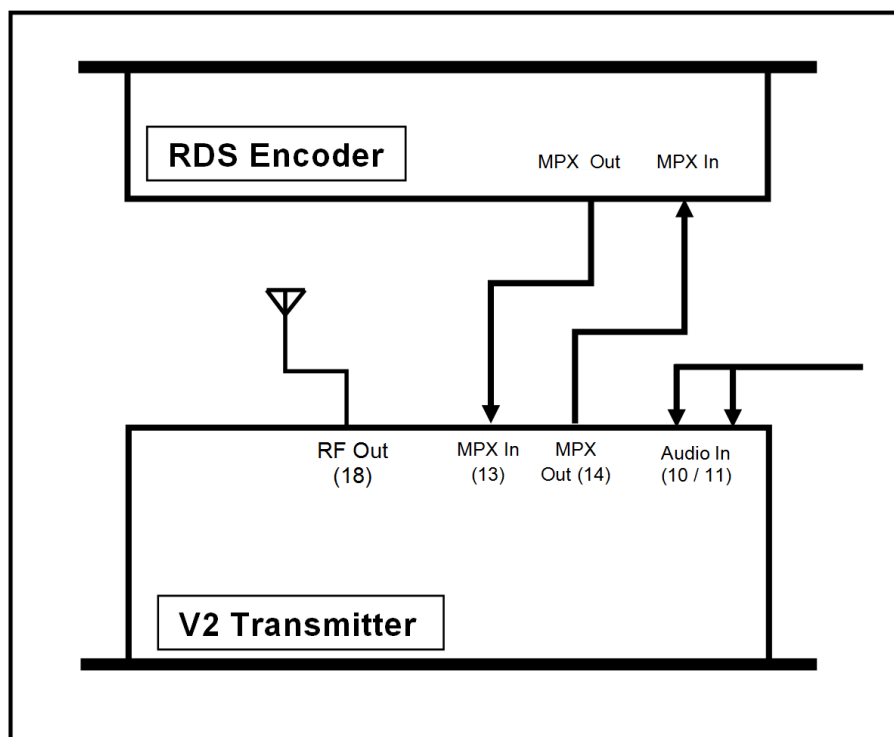 RDS Encoder
MPX Out
MPX In
RF Out
(18)
MPX In
(13)
MPX
Out (14)
Audio In
(10 / 11)
V2 Transmitter